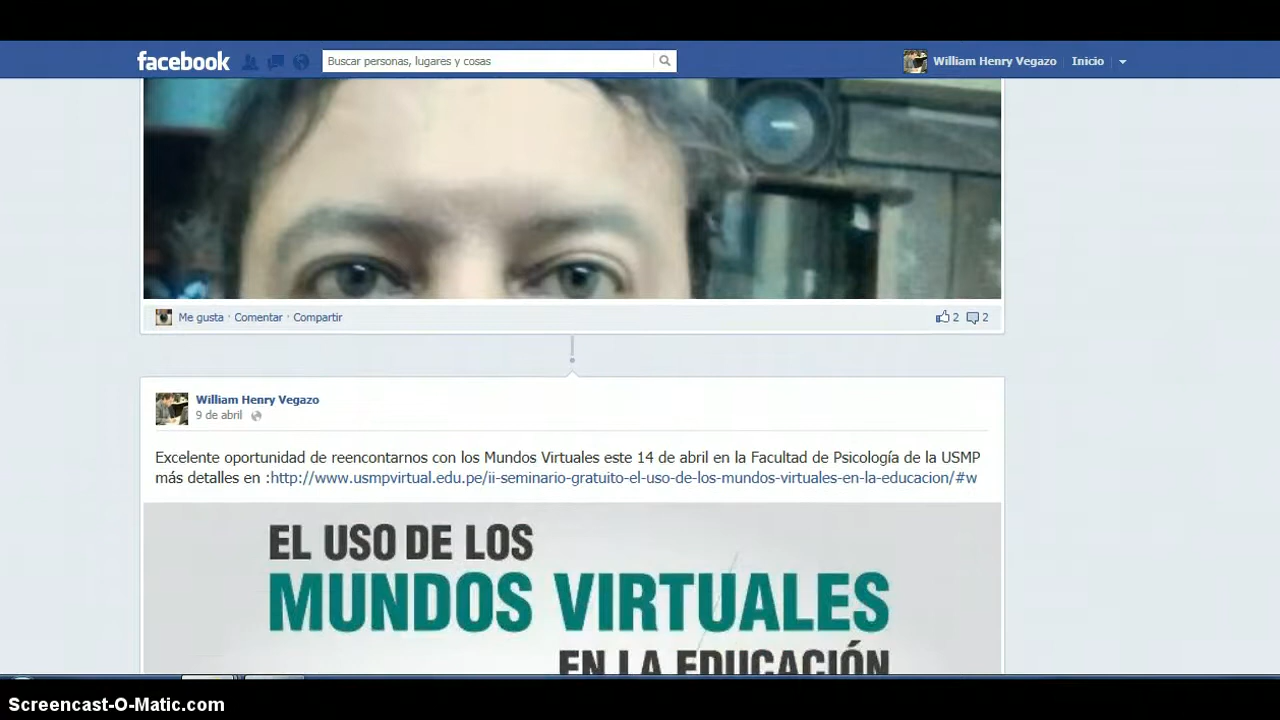 facebook
Buscar personas, lugares y cosas
William Henry Vegazo
Inicio
Me gusta · Comentar · Compartir
2
2
William Henry Vegazo
9 de abril
Excelente oportunidad de reencontarnos con los Mundos Virtuales este 14 de abril en la Facultad de Psicología de la USMP
más detalles en :http://www.usmpvirtual.edu.pe/ii-seminario-gratuito-el-uso-de-los-mundos-virtuales-en-la-educacion/#w
EL USO DE LOS
MUNDOS VIRTUALES
EN LA EDUCACIÓN
Screencast-O-Matic.com